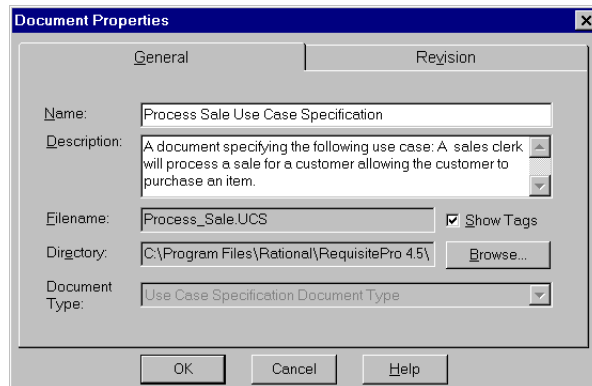 Document Properties
General
Revision
Name:
Process Sale Use Case Specification
Description:
A document specifying the following use case: A sales clerk
will process a sale for a customer allowing the customer to
purchase an item.
Filename:
Process_Sale.UCS
Show Tags
Directory:
C:\Program Files\Rational\RequisitePro 4.5\
Browse...
Document
Type:
Use Case Specification Document Type
OK
Cancel
Help